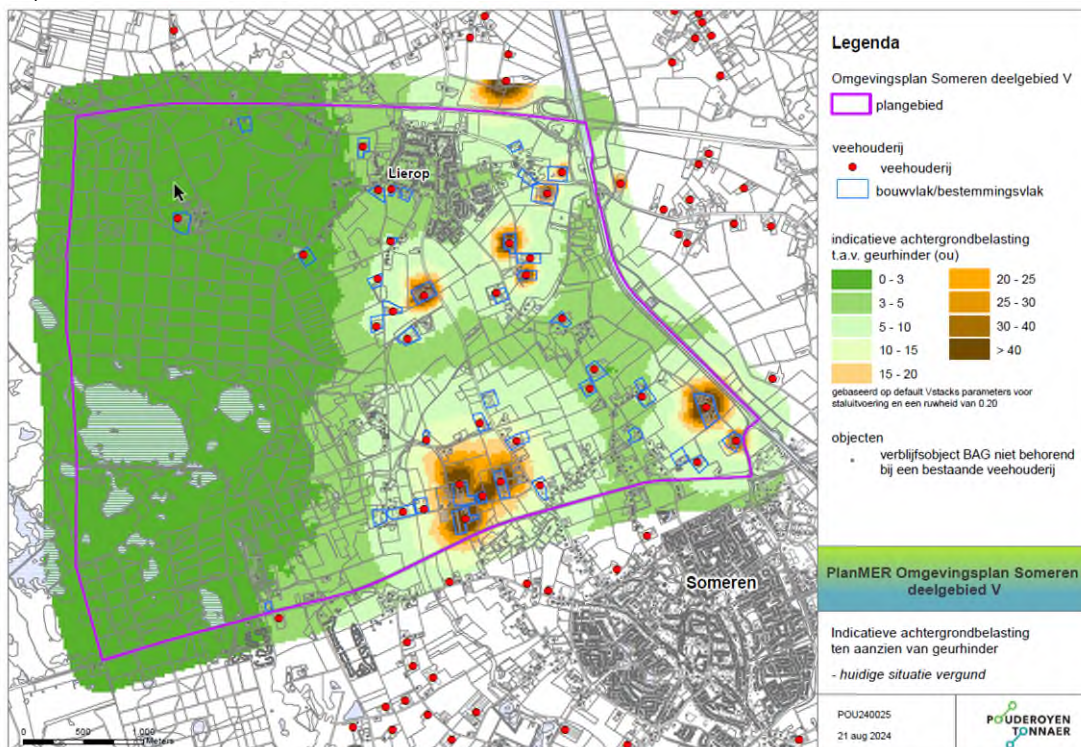 Lierop
Someren
0
500
1.000
Meters
Legenda
Omgevingsplan Someren deelgebied V
plangebied
veehouderij
veehouderij
bouwvlak/bestemmingsvlak
indicatieve achtergrondbelasting
t.a.v. geurhinder (ou)
0 - 3
20 - 25
3 - 5
25 - 30
5 - 10
30 - 40
10 - 15
> 40
15 - 20
gebaseerd op default Vstacks parameters voor
staluitvoering en een ruwheid van 0.20
objecten
verblijfsobject BAG niet behorend
bij een bestaande veehouderij
PlanMER Omgevingsplan Someren
deelgebied V
Indicatieve achtergrondbelasting
ten aanzien van geurhinder
- huidige situatie vergund
POU240025
21 aug 2024
POUDEROYEN
TONNAER